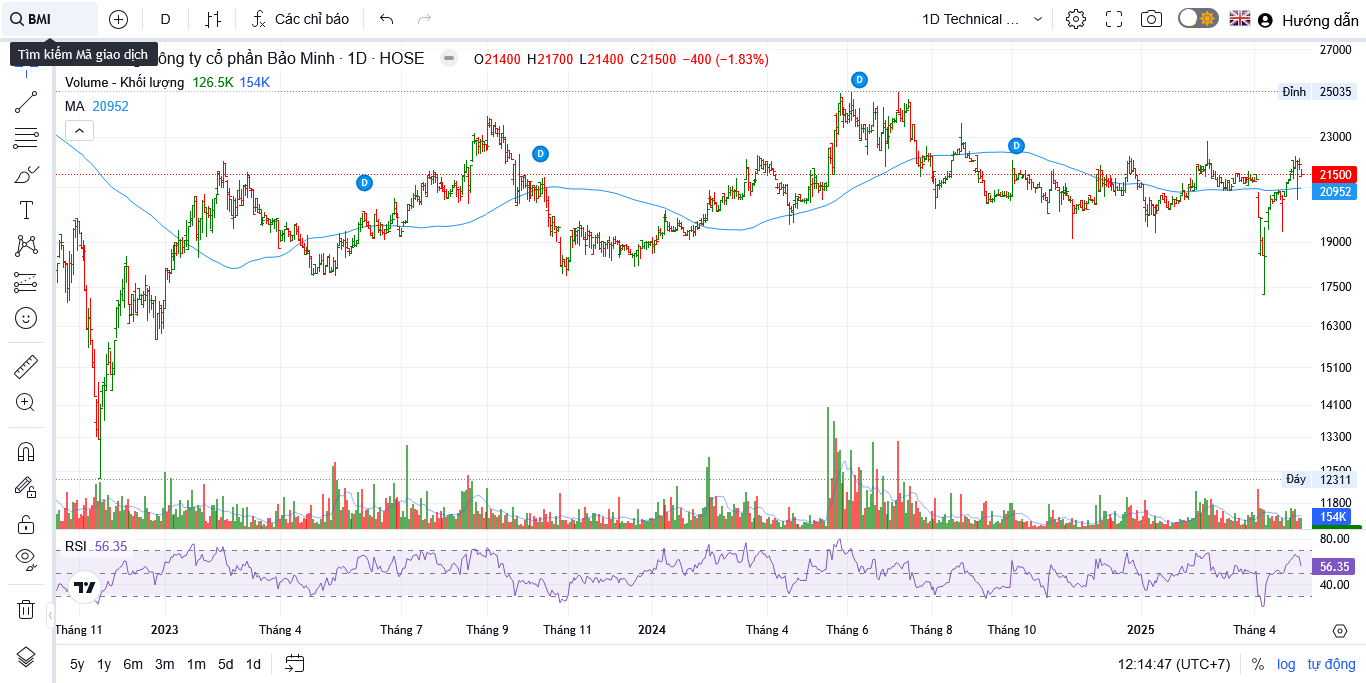 BMI
D
Các chỉ báo
1D Technical ...
Hướng dẫn
Tìm kiếm Mã giao dịch
ông ty cổ phần Bảo Minh · 1D · HOSE
O21400 H21700 L21400 C21500 −400 (−1.83%)
Volume - Khối lượng 126.5K 154K
MA 20952
D
D
D
D
27000
Đỉnh 25035
23000
21500
20952
19000
17500
16300
15100
14100
13300
12500
Đáy 12311
11800
154K
RSI 56.35
80.00
56.35
40.00
Tháng 11 2023 Tháng 4 Tháng 7 Tháng 9 Tháng 11 2024 Tháng 4 Tháng 6 Tháng 8 Tháng 10 2025 Tháng 4
5y 1y 6m 3m 1m 5d 1d
12:14:47 (UTC+7) % log tự động